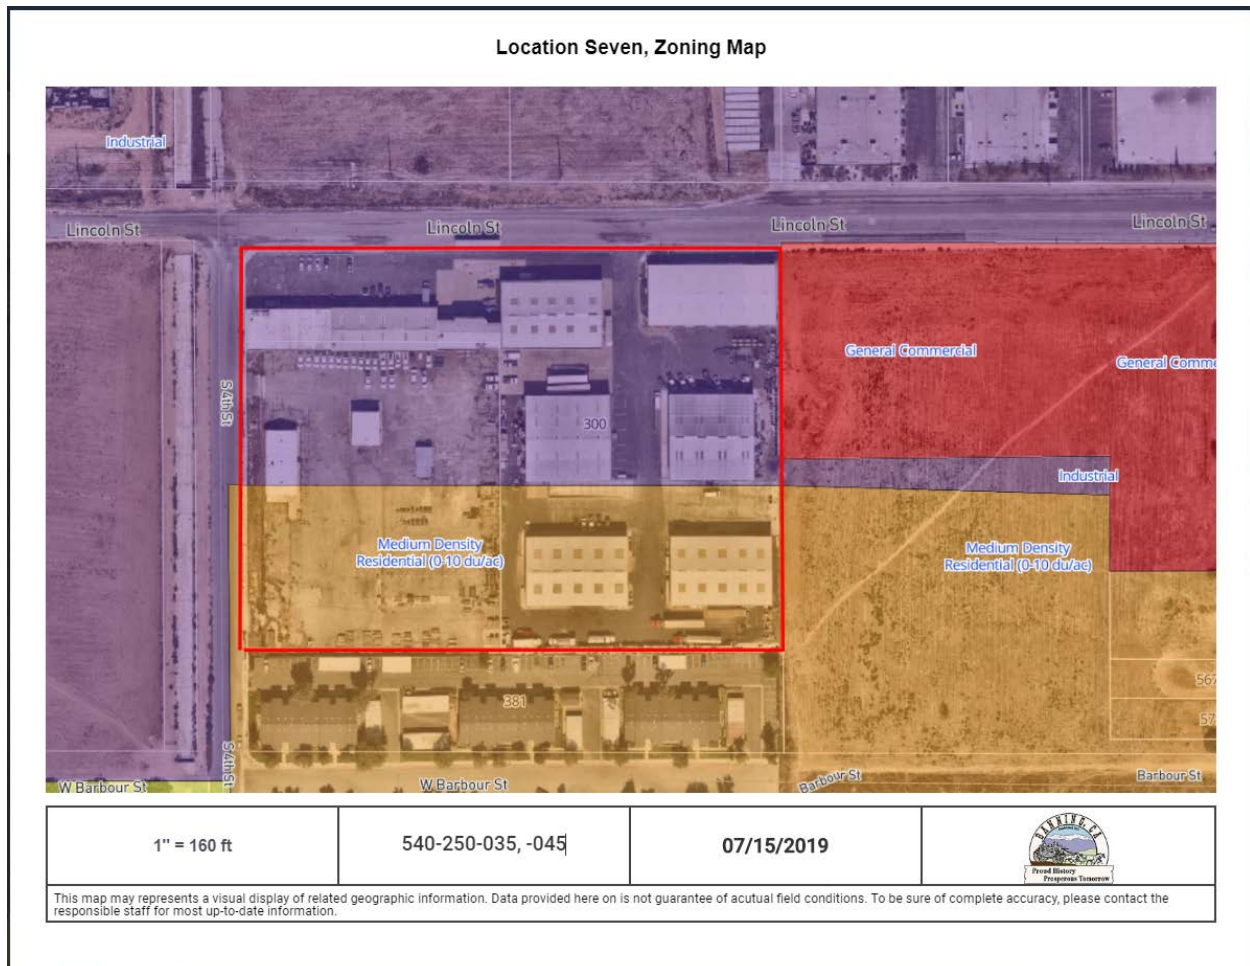 Location Seven, Zoning Map
Industrial
Lincoln St
Lincoln St
Lincoln St
Lincoln St
General Commercial
General Comme
S 4th St
300
Industrial
Medium Density
Residential (0-10 du/ac)
Medium Density
Residential (0-10 du/ac)
567
381
57
S 4th St
W Barbour St
W Barbour St
Barbour St
Barbour St
1" = 160 ft
540-250-035, -045
07/15/2019
BANNING, CA
Proud History
Prosperous Tomorrow
This map may represents a visual display of related geographic information. Data provided here on is not guarantee of acutual field conditions. To be sure of complete accuracy, please contact the
responsible staff for most up-to-date information.